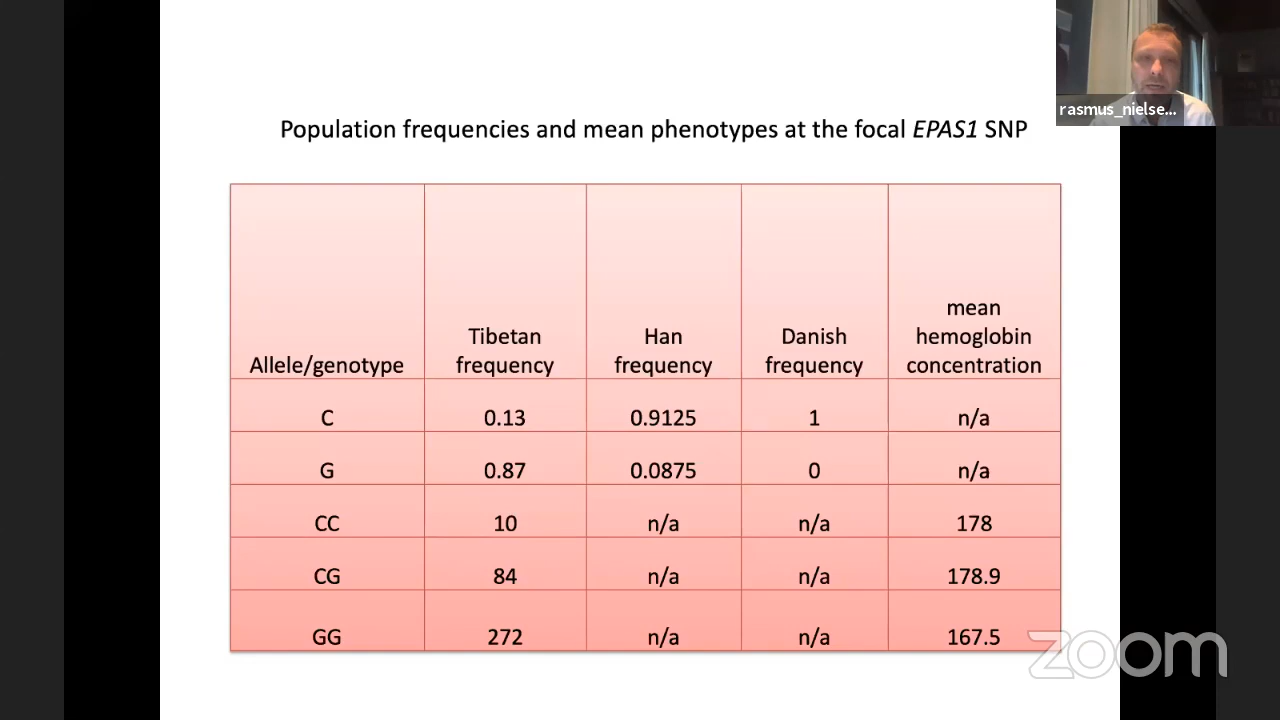 rasmus_nielse...
Population frequencies and mean phenotypes at the focal EPAS1 SNP
Allele/genotype
Tibetan
frequency
Han
frequency
Danish
frequency
mean
hemoglobin
concentration
C 0.13 0.9125 1 n/a
G 0.87 0.0875 0 n/a
CC 10 n/a n/a 178
CG 84 n/a n/a 178.9
GG 272 n/a n/a 167.5
zoom